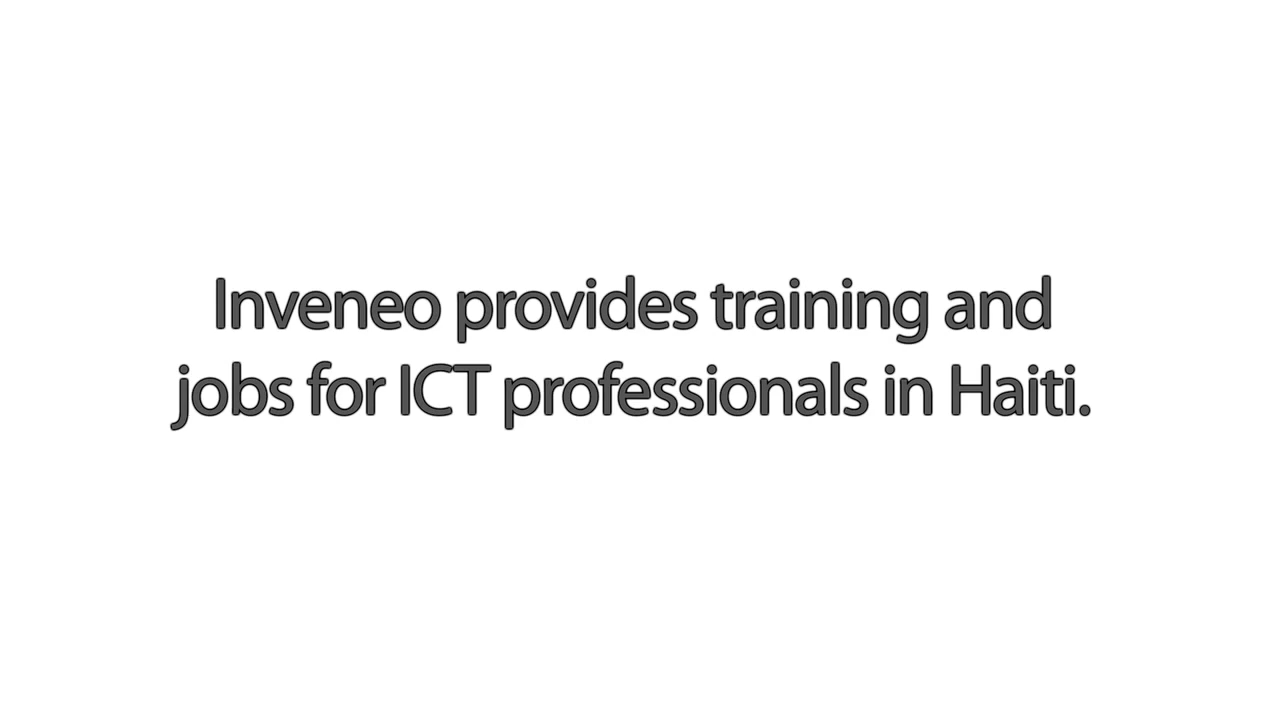 Inveneo provides training and
jobs for ICT professionals in Haiti.